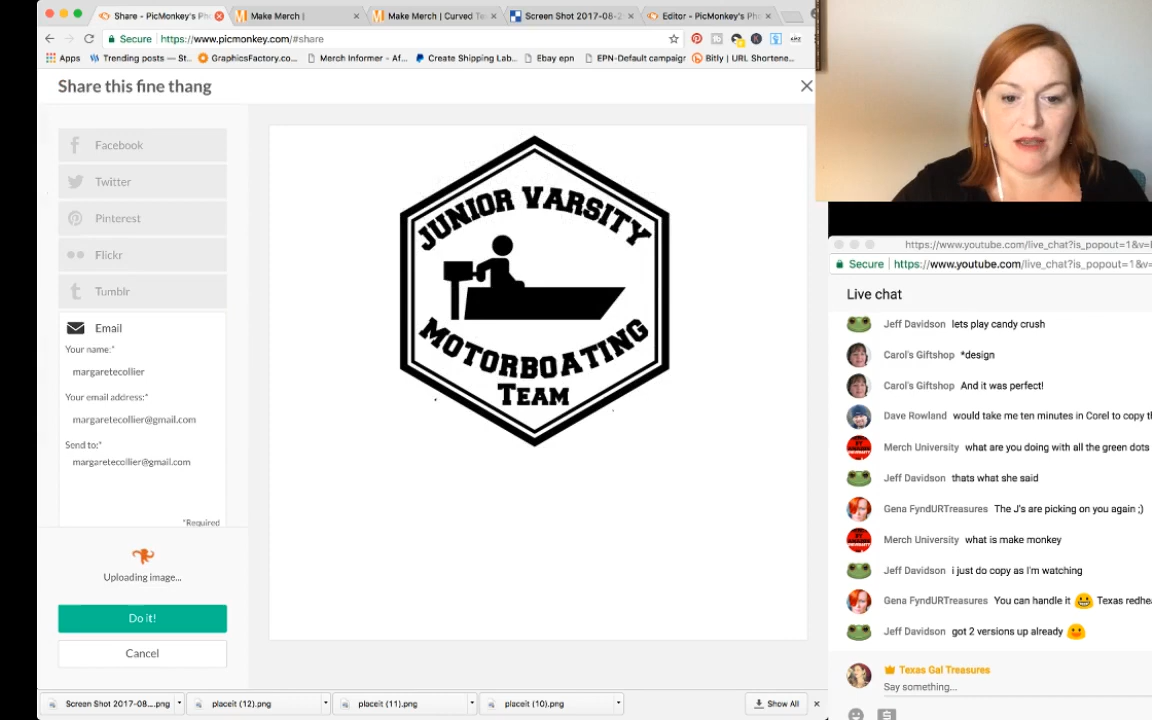 Share - PicMonkey's Pho
Make Merch |
Make Merch | Curved Te
Screen Shot 2017-08-2
Editor - PicMonkey's Pho
Secure
https://www.picmonkey.com/#share
Apps
Trending posts — St...
GraphicsFactory.co...
Merch Informer - Af...
Create Shipping Lab...
Ebay epn
EPN-Default campaign
Bitly | URL Shortene...
Share this fine thang
Facebook
Twitter
Pinterest
Flickr
Tumblr
Email
Your name:*
margaretecollier
Your email address:*
margaretecollier@gmail.com
Send to:*
margaretecollier@gmail.com
*Required
Uploading image...
Do it!
Cancel
JUNIOR VARSITY
MOTORBOATING
TEAM
Screen Shot 2017-08....png
placeit (12).png
placeit (11).png
placeit (10).png
Show All
https://www.youtube.com/live_chat?is_popout=1&v=
Secure
https://www.youtube.com/live_chat?is_popout=1&v=
Live chat
Jeff Davidson lets play candy crush
Carol's Giftshop *design
Carol's Giftshop And it was perfect!
Dave Rowland would take me ten minutes in Corel to copy th
Merch University what are you doing with all the green dots
Jeff Davidson thats what she said
Gena FyndURTreasures The J's are picking on you again ;)
Merch University what is make monkey
Jeff Davidson i just do copy as I'm watching
Gena FyndURTreasures You can handle it Texas redhea
Jeff Davidson got 2 versions up already
Texas Gal Treasures
Say something...